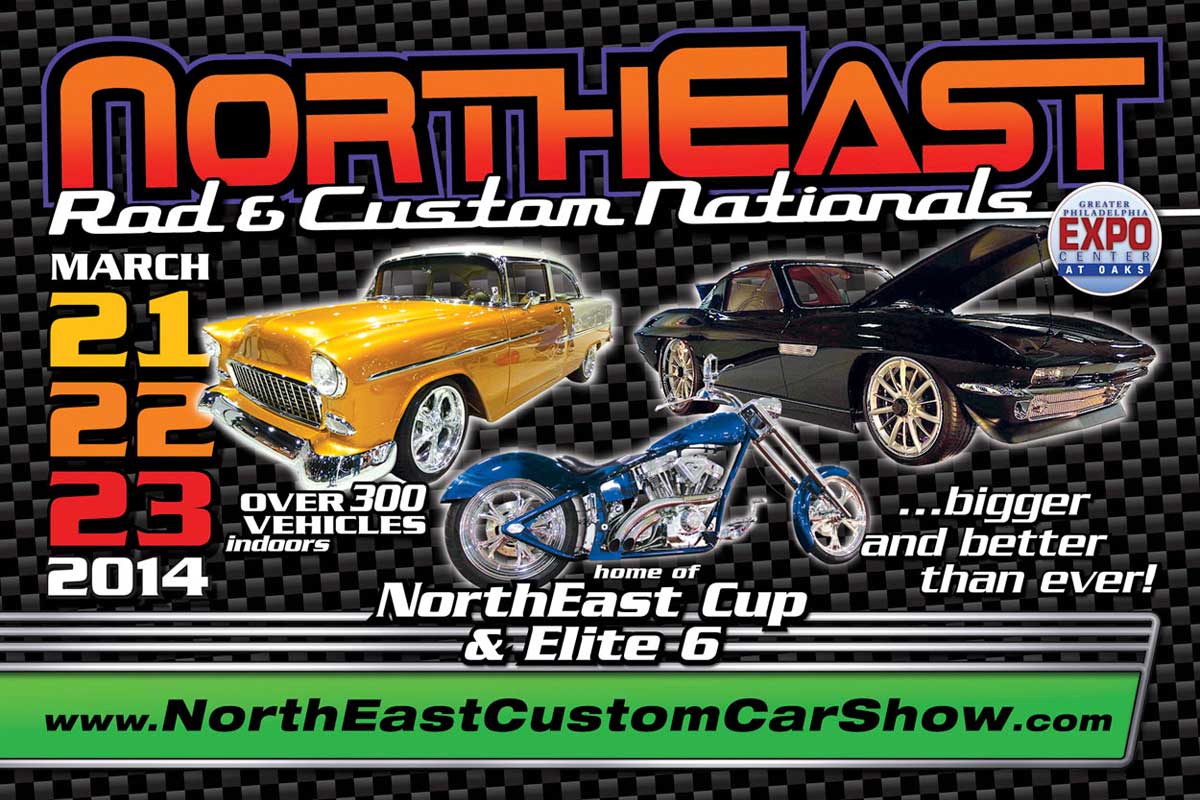 NORTHEAST
Rod & Custom Nationals
GREATER
PHILADELPHIA
EXPO
CENTER
AT OAKS
MARCH
21
22
23
2014
OVER 300
VEHICLES
indoors
...bigger
and better
than ever!
home of
NorthEast Cup
& Elite 6
www.NorthEastCustomCarShow.com